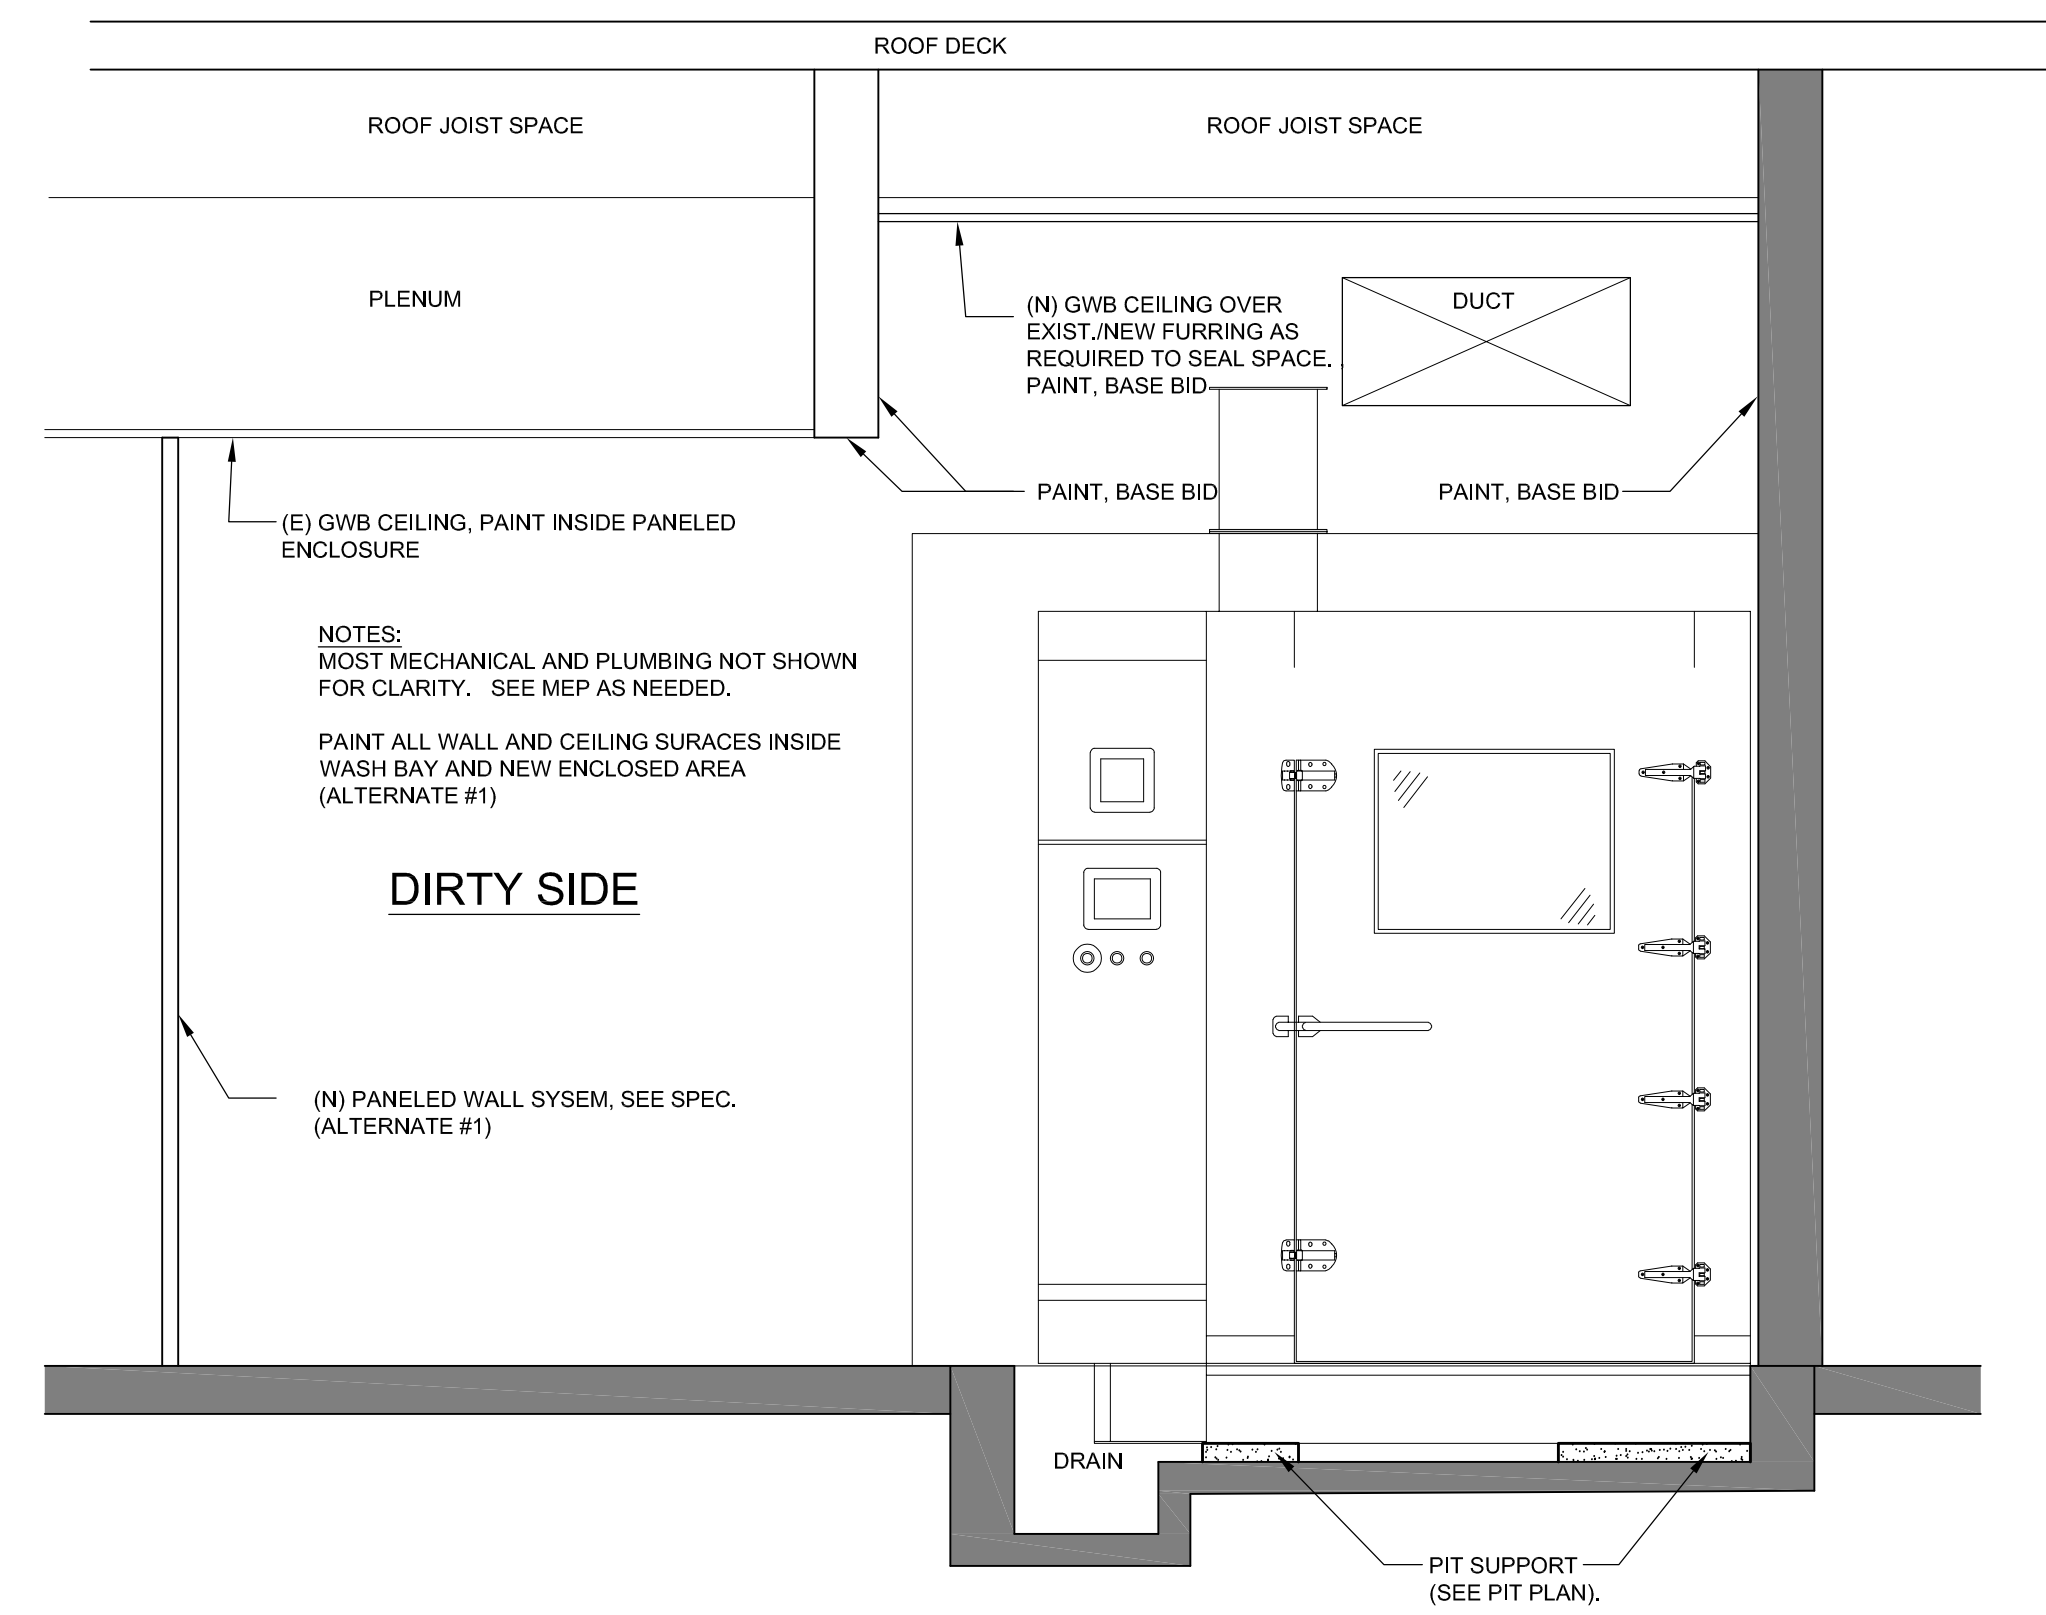 ROOF DECK
ROOF JOIST SPACE
ROOF JOIST SPACE
PLENUM
(N) GWB CEILING OVER
EXIST./NEW FURRING AS
REQUIRED TO SEAL SPACE. ,
PAINT, BASE BID
DUCT
PAINT, BASE BID
PAINT, BASE BID
(E) GWB CEILING, PAINT INSIDE PANELED
ENCLOSURE
NOTES:
MOST MECHANICAL AND PLUMBING NOT SHOWN
FOR CLARITY. SEE MEP AS NEEDED.
PAINT ALL WALL AND CEILING SURACES INSIDE
WASH BAY AND NEW ENCLOSED AREA
(ALTERNATE #1)
DIRTY SIDE
(N) PANELED WALL SYSEM, SEE SPEC.
(ALTERNATE #1)
DRAIN
PIT SUPPORT
(SEE PIT PLAN).